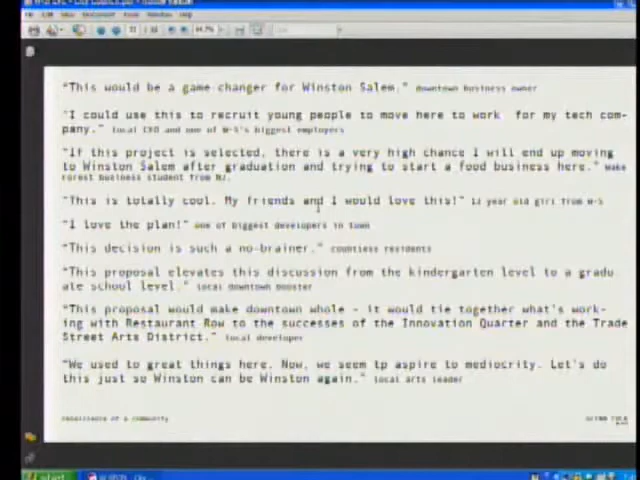 "This would be a game-changer for Winston Salem." downtown business owner
"I could use this to recruit young people to move here to work for my tech com-
pany." local CEO and one of W-S's biggest employers
"If this project is selected, there is a very high chance I will end up moving
to Winston Salem after graduation and trying to start a food business here." Wake
Forest business student from NJ.
"This is totally cool. My friends and I would love this!" 12 year old girl from W-S
"I love the plan!" one of biggest developers in town
"This decision is such a no-brainer." countless residents
"This proposal elevates this discussion from the kindergarten level to a gradu-
ate school level." local downtown booster
"This proposal would make downtown whole - it would tie together what's work-
ing with Restaurant Row to the successes of the Innovation Quarter and the Trade
Street Arts District." local developer
"We used to great things here. Now, we seem tp aspire to mediocrity. Let's do
this just so Winston can be Winston again." local arts leader
renaissance of a community
start